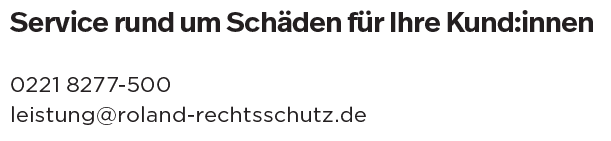 Service rund um Schäden für Ihre Kund:innen
0221 8277-500
leistung@roland-rechtsschutz.de